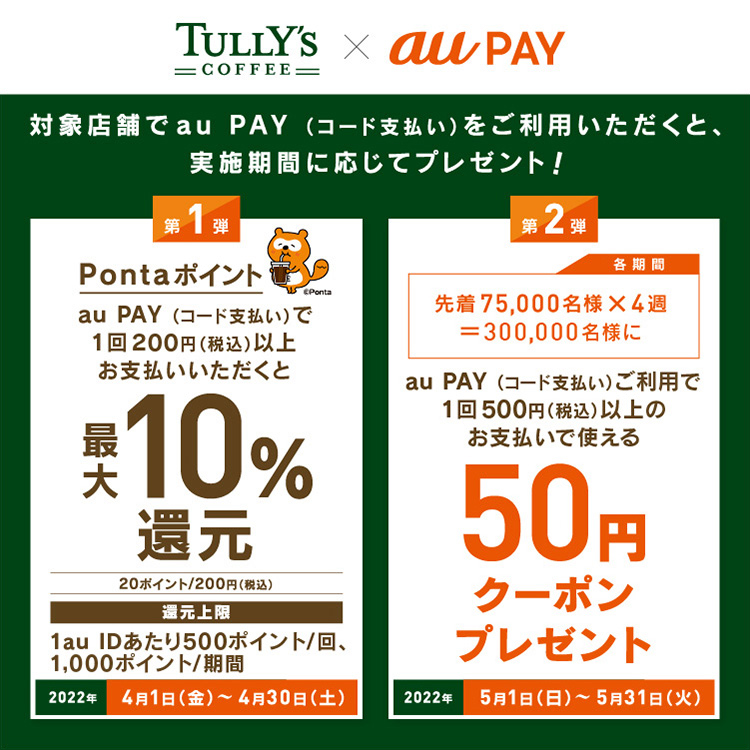 TULLY'S
COFFEE
×
au PAY
対象店舗でau PAY（コード支払い）をご利用いただくと、
実施期間に応じてプレゼント！
第1弾
Pontaポイント
©Ponta
au PAY（コード支払い）で
1回200円(税込)以上
お支払いいただくと
最大10%
還元
20ポイント/200円(税込)
還元上限
1au IDあたり500ポイント/回、
1,000ポイント/期間
2022年 4月1日(金)～4月30日(土)
第2弾
各期間
先着75,000名様×4週
＝300,000名様に
au PAY（コード支払い）ご利用で
1回500円(税込)以上の
お支払いで使える
50円
クーポン
プレゼント
2022年 5月1日(日)～5月31日(火)